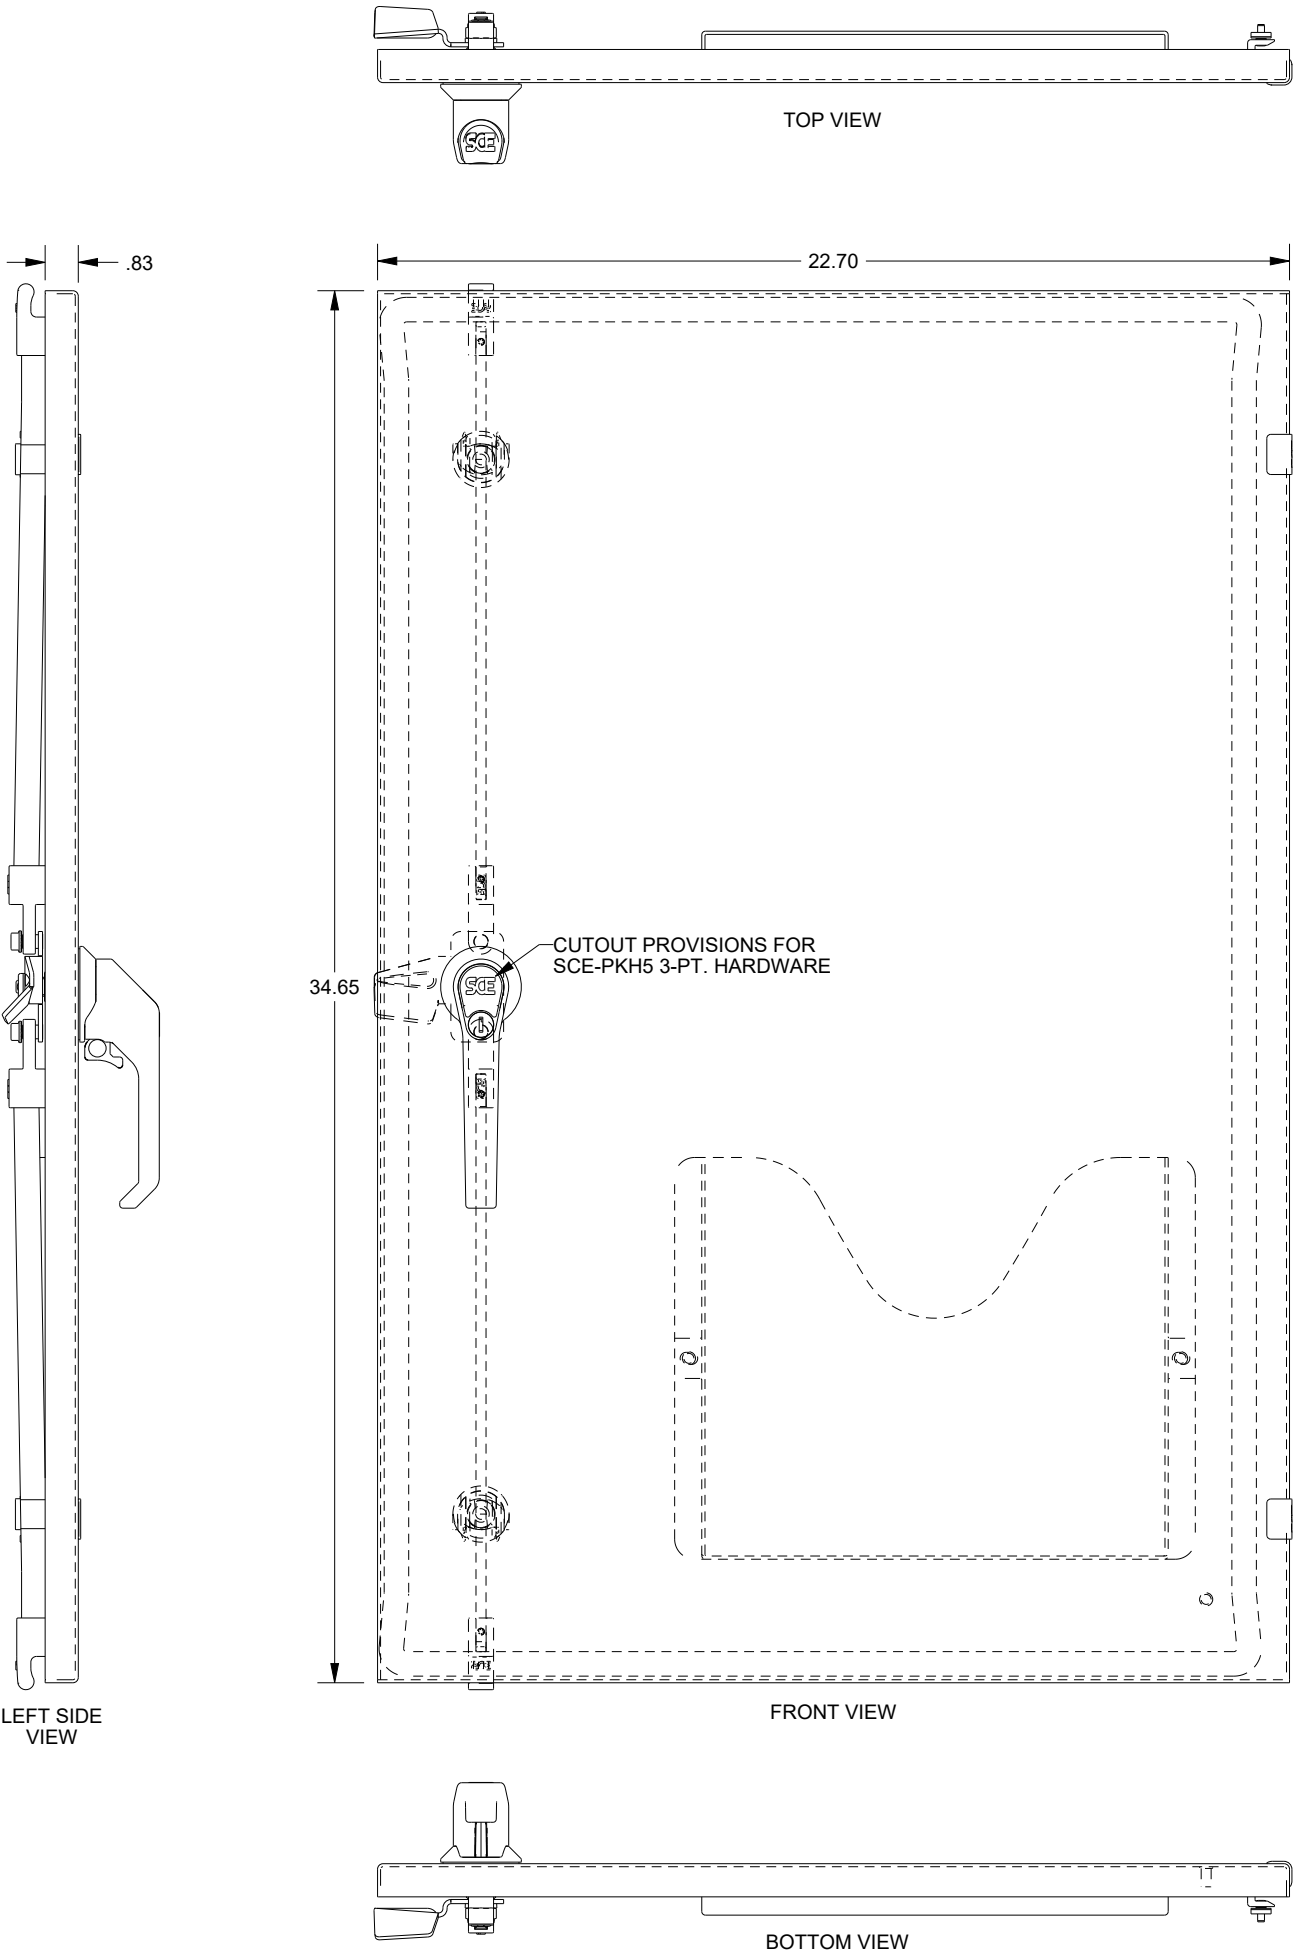 SCE
TOP VIEW
.83
22.70
CUTOUT PROVISIONS FOR
SCE-PKH5 3-PT. HARDWARE
SCE
34.65
LEFT SIDE
VIEW
FRONT VIEW
BOTTOM VIEW